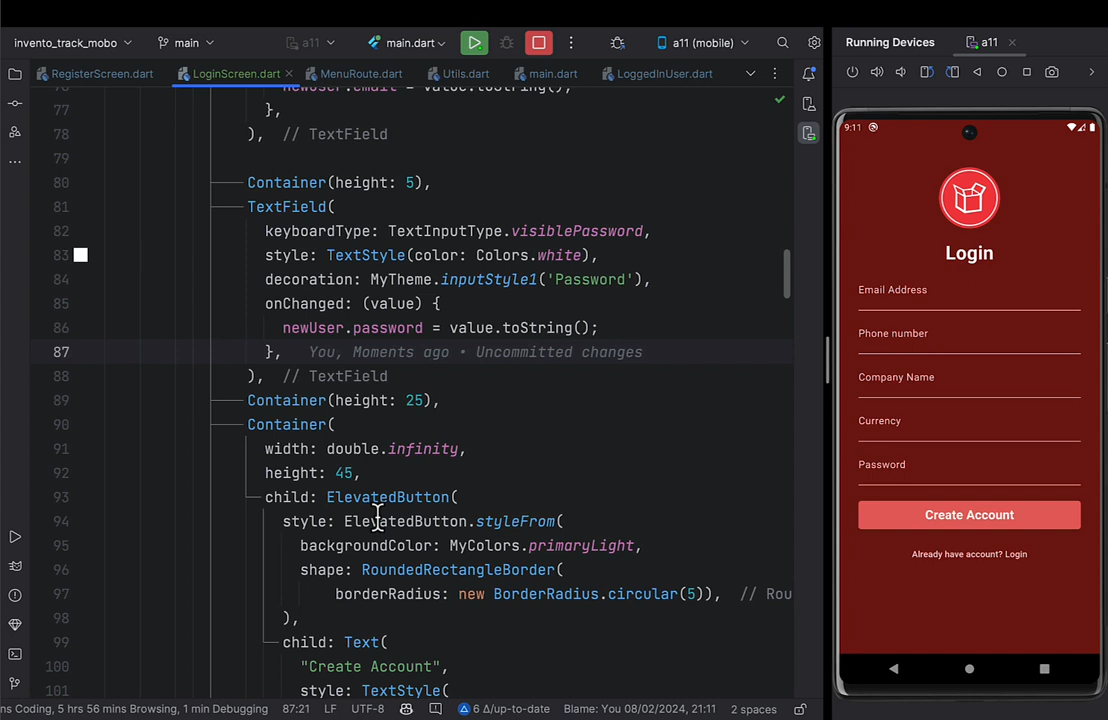 invento_track_mobo
main
a11
main.dart
a11 (mobile)
Running Devices
a11
RegisterScreen.dart
LoginScreen.dart
MenuRoute.dart
Utils.dart
main.dart
LoggedInUser.dart
newUser.email = value.toString();
77 },
78 ), // TextField
79
80 Container(height: 5),
81 TextField(
82 keyboardType: TextInputType.visiblePassword,
83 style: TextStyle(color: Colors.white),
84 decoration: MyTheme.inputStyle1('Password'),
85 onChanged: (value) {
86 newUser.password = value.toString();
87 }, You, Moments ago • Uncommitted changes
88 ), // TextField
89 Container(height: 25),
90 Container(
91 width: double.infinity,
92 height: 45,
93 child: ElevatedButton(
94 style: ElevatedButton.styleFrom(
95 backgroundColor: MyColors.primaryLight,
96 shape: RoundedRectangleBorder(
97 borderRadius: new BorderRadius.circular(5)), // Rou
98 ),
99 child: Text(
100 "Create Account",
101 style: TextStyle(
ns Coding, 5 hrs 56 mins Browsing, 1 min Debugging
87:21
LF
UTF-8
6 Δ/up-to-date
Blame: You 08/02/2024, 21:11
2 spaces
9:11
Login
Email Address
Phone number
Company Name
Currency
Password
Create Account
Already have account? Login